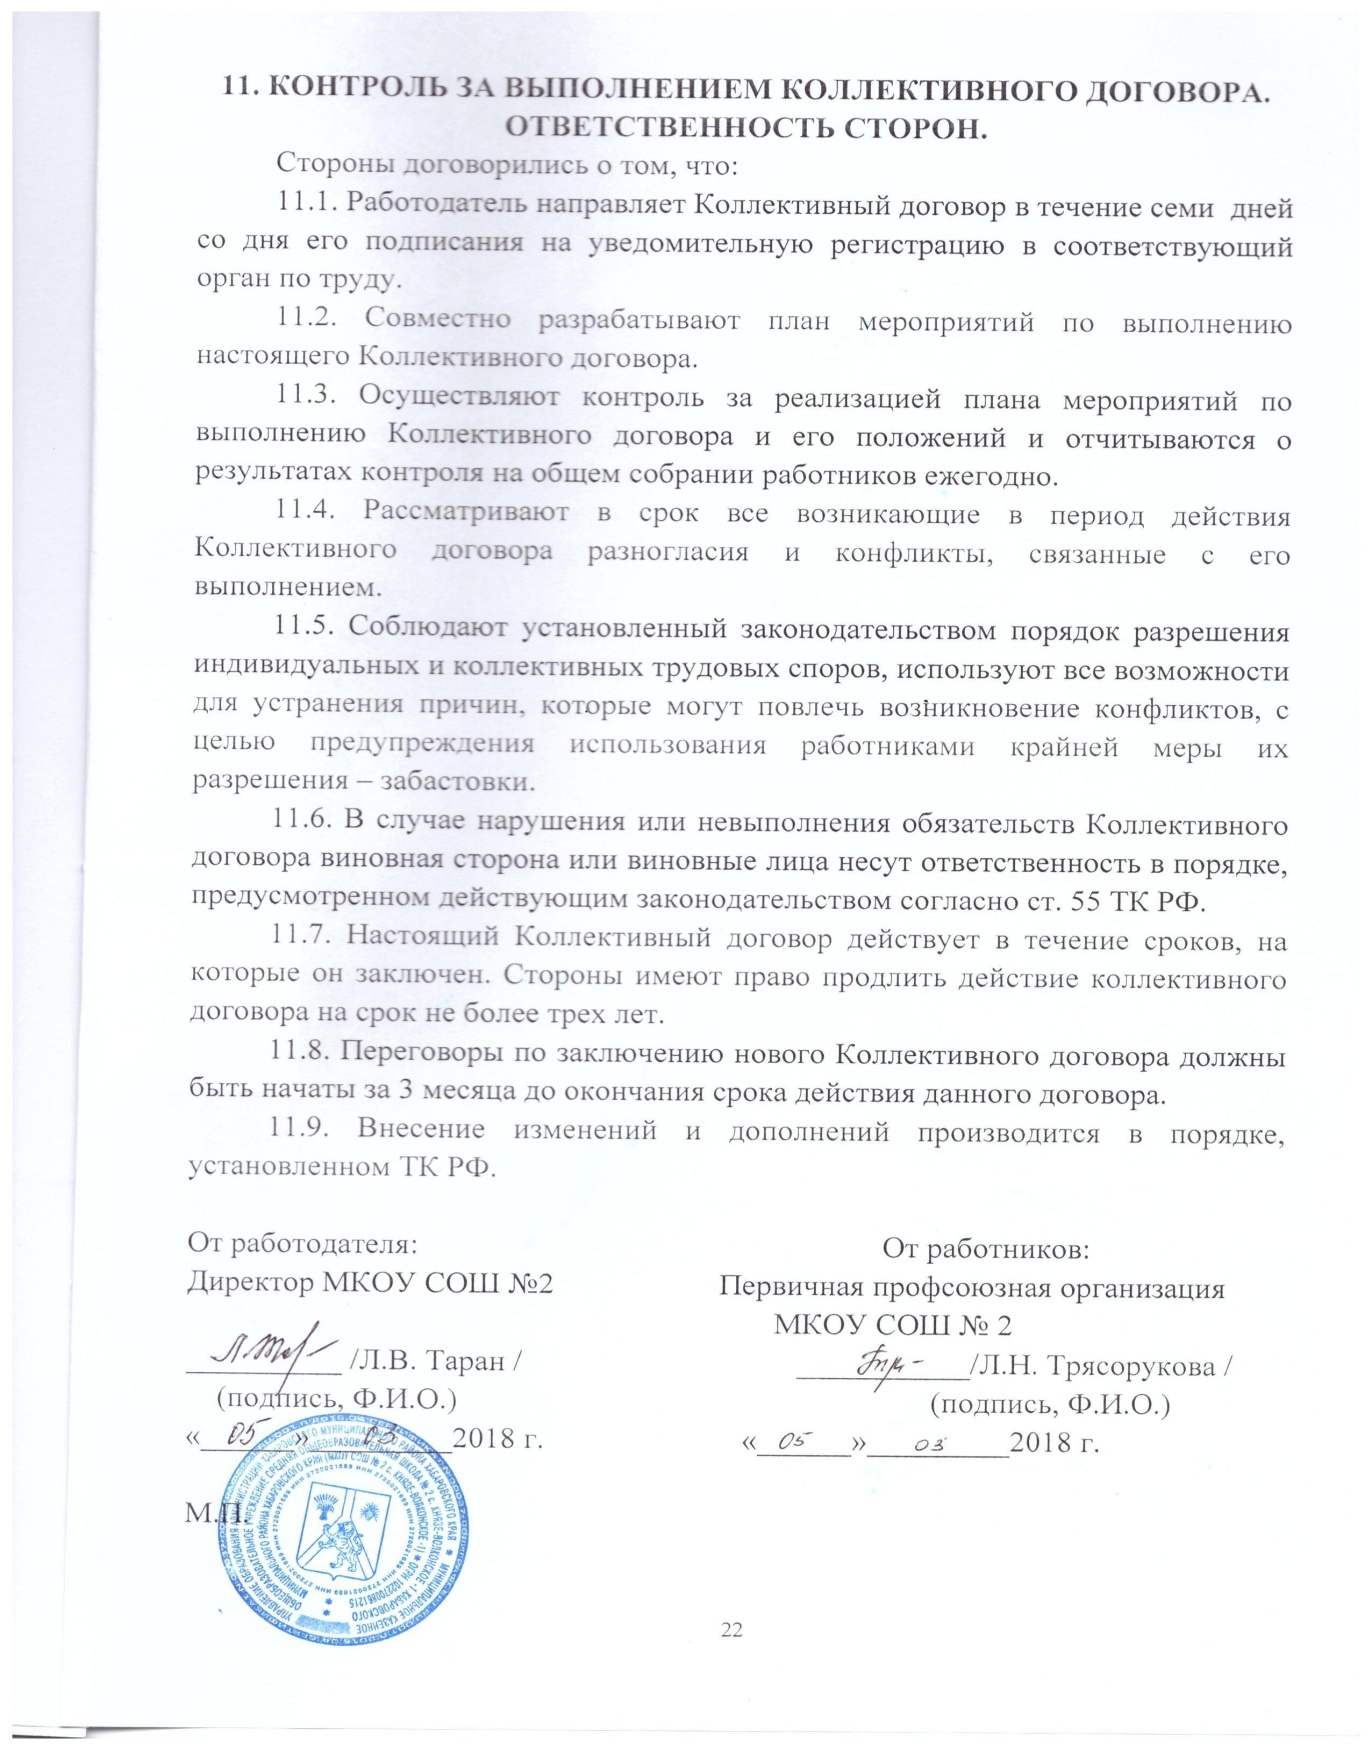 11. КОНТРОЛЬ ЗА ВЫПОЛНЕНИЕМ КОЛЛЕКТИВНОГО ДОГОВОРА.
ОТВЕТСТВЕННОСТЬ СТОРОН.
Стороны договорились о том, что:
11.1. Работодатель направляет Коллективный договор в течение семи дней
со дня его подписания на уведомительную регистрацию в соответствующий
орган по труду.
11.2. Совместно разрабатывают план мероприятий по выполнению
настоящего Коллективного договора.
11.3. Осуществляют контроль за реализацией плана мероприятий по
выполнению Коллективного договора и его положений и отчитываются о
результатах контроля на общем собрании работников ежегодно.
11.4. Рассматривают в срок все возникающие в период действия
Коллективного договора разногласия и конфликты, связанные с его
выполнением.
11.5. Соблюдают установленный законодательством порядок разрешения
индивидуальных и коллективных трудовых споров, используют все возможности
для устранения причин, которые могут повлечь возникновение конфликтов, с
целью предупреждения использования работниками крайней меры их
разрешения – забастовки.
11.6. В случае нарушения или невыполнения обязательств Коллективного
договора виновная сторона или виновные лица несут ответственность в порядке,
предусмотренном действующим законодательством согласно ст. 55 ТК РФ.
11.7. Настоящий Коллективный договор действует в течение сроков, на
которые он заключен. Стороны имеют право продлить действие коллективного
договора на срок не более трех лет.
11.8. Переговоры по заключению нового Коллективного договора должны
быть начаты за 3 месяца до окончания срока действия данного договора.
11.9. Внесение изменений и дополнений производится в порядке,
установленном ТК РФ.
От работодателя: От работников:
Директор МКОУ СОШ №2 Первичная профсоюзная организация
МКОУ СОШ № 2
/Л.В. Таран / /Л.Н. Трясорукова /
(подпись, Ф.И.О.) (подпись, Ф.И.О.)
«05» 03 2018 г. «05» 03 2018 г.
М.П.
22